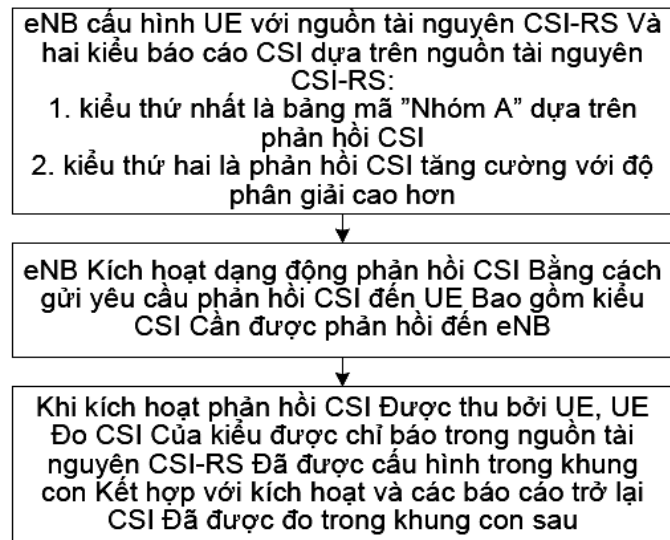 eNB cấu hình UE với nguồn tài nguyên CSI-RS Và
hai kiểu báo cáo CSI dựa trên nguồn tài nguyên
CSI-RS:
1. kiểu thứ nhất là bảng mã ”Nhóm A” dựa trên
phản hồi CSI
2. kiểu thứ hai là phản hồi CSI tăng cường với độ
phân giải cao hơn
eNB Kích hoạt dạng động phản hồi CSI Bằng cách
gửi yêu cầu phản hồi CSI đến UE Bao gồm kiểu
CSI Cần được phản hồi đến eNB
Khi kích hoạt phản hồi CSI Được thu bởi UE, UE
Đo CSI Của kiểu được chỉ báo trong nguồn tài
nguyên CSI-RS Đã được cấu hình trong khung
con Kết hợp với kích hoạt và các báo cáo trở lại
CSI Đã được đo trong khung con sau